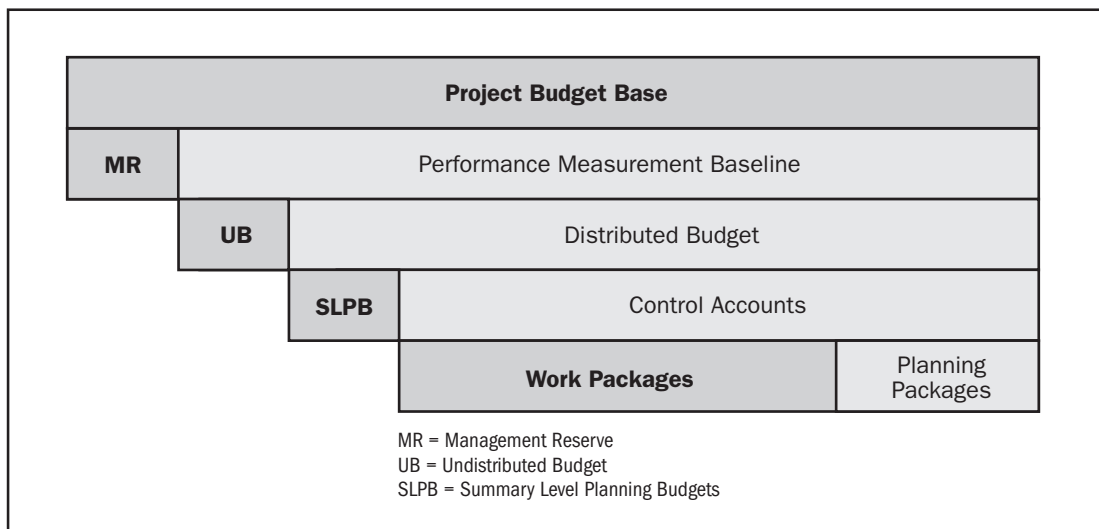 Project Budget Base
MR
Performance Measurement Baseline
UB
Distributed Budget
SLPB
Control Accounts
Work Packages
Planning
Packages
MR = Management Reserve
UB = Undistributed Budget
SLPB = Summary Level Planning Budgets